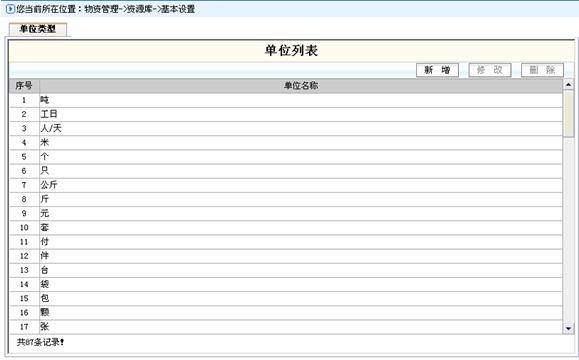 您当前所在位置：物资管理->资源库->基本设置
单位类型
单位列表
新 增 修 改 删 除
序号 单位名称
1 吨
2 工日
3 人/天
4 米
5 个
6 只
7 公斤
8 斤
9 元
10 套
11 付
12 件
13 台
14 袋
15 包
16 颗
17 张
共87条记录!